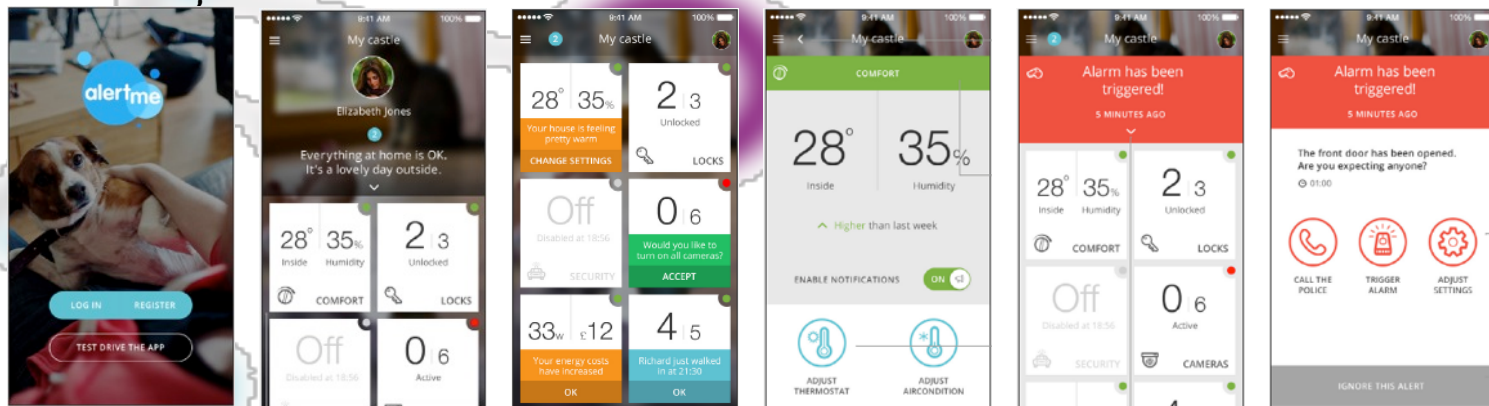 alertme
LOG IN REGISTER
TEST DRIVE THE APP
9:41 AM 100%
My castle
Elizabeth Jones
2
Everything at home is OK.
It's a lovely day outside.
28° 35%
Inside Humidity
COMFORT
2 3
Unlocked
LOCKS
Off
Disabled at 18:56
0 6
Active
9:41 AM 100%
2 My castle
28° 35%
Your house is feeling
pretty warm
CHANGE SETTINGS
2 3
Unlocked
LOCKS
Off
Disabled at 18:56
SECURITY
0 6
Would you like to
turn on all cameras?
ACCEPT
33w £12
Your energy costs
have increased
OK
4 5
Richard just walked
in at 21:30
OK
9:41 AM 100%
My castle
COMFORT
28° 35%
Inside Humidity
Higher than last week
ENABLE NOTIFICATIONS ON
ADJUST
THERMOSTAT
ADJUST
AIRCONDITION
9:41 AM 100%
2 My castle
Alarm has been
triggered!
5 MINUTES AGO
28° 35%
Inside Humidity
COMFORT
2 3
Unlocked
LOCKS
Off
Disabled at 18:56
SECURITY
0 6
Active
CAMERAS
9:41 AM 100%
My castle
Alarm has been
triggered!
5 MINUTES AGO
The front door has been opened.
Are you expecting anyone?
01:00
CALL THE
POLICE
TRIGGER
ALARM
ADJUST
SETTINGS
IGNORE THIS ALERT